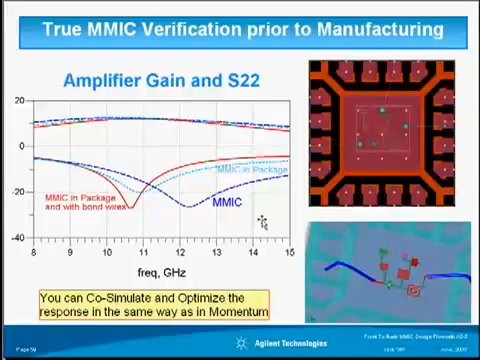 True MMIC Verification prior to Manufacturing
Amplifier Gain and S22
20
0
-20
-40
MMIC in Package
MMIC in Package
and with bond wires
MMIC
8 9 10 11 12 13 14 15
freq, GHz
You can Co-Simulate and Optimize the
response in the same way as in Momentum
Agilent Technologies